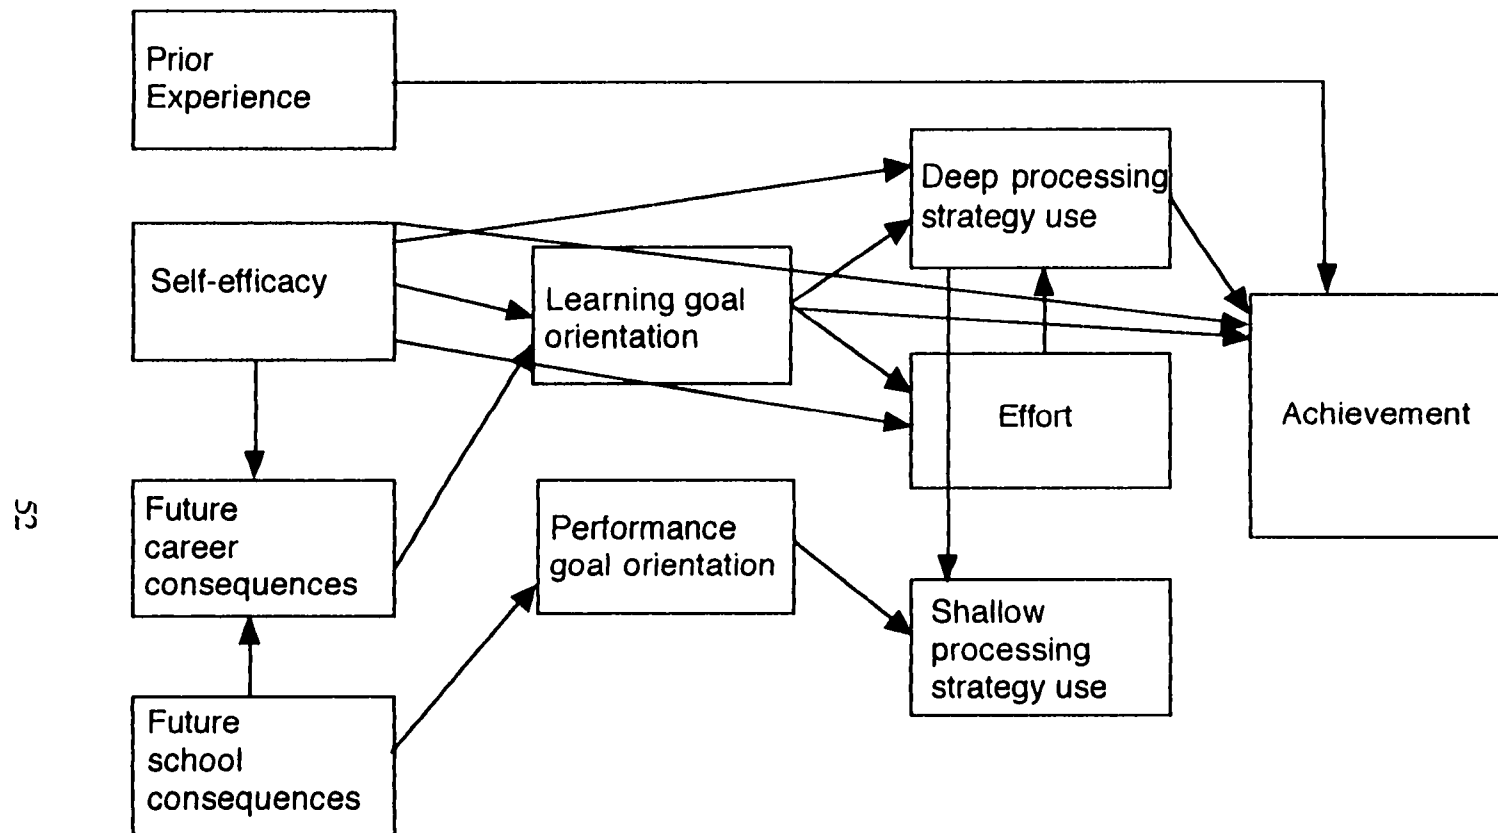 Prior
Experience
Deep processing
strategy use
Self-efficacy
Learning goal
orientation
Effort
Achievement
Future
career
consequences
Performance
goal orientation
Shallow
processing
strategy use
Future
school
consequences
52